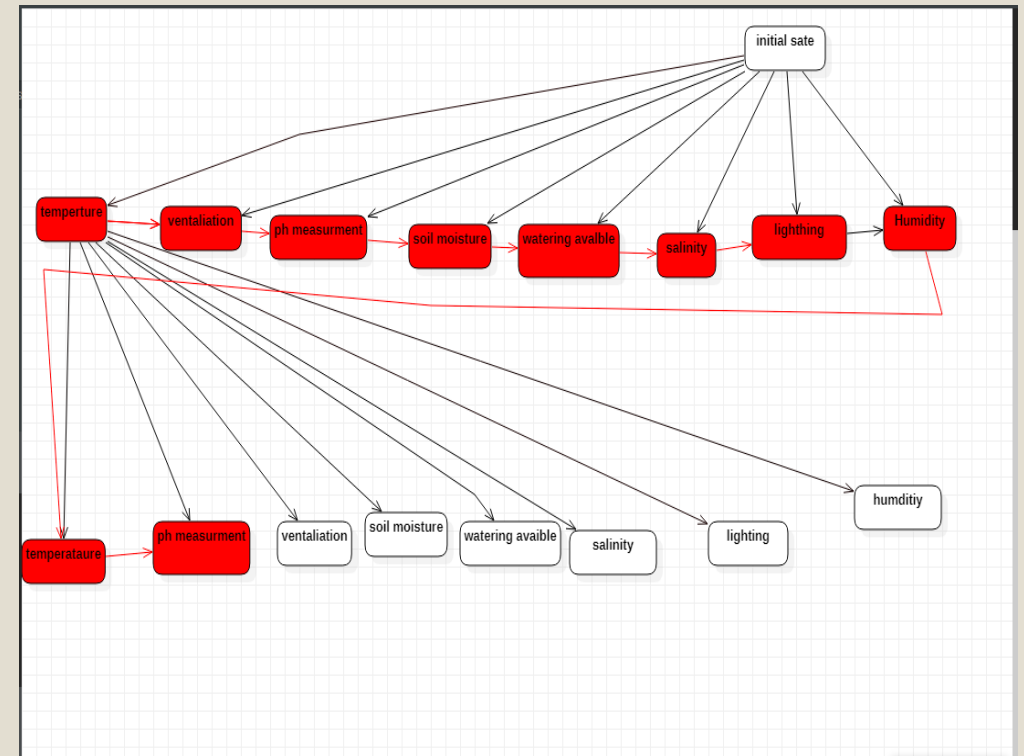 initial sate
temperture
ventaliation
ph measurment
soil moisture
watering avalble
salinity
lighthing
Humidity
temperataure
ph measurment
ventaliation
soil moisture
watering avaible
salinity
lighting
humditiy